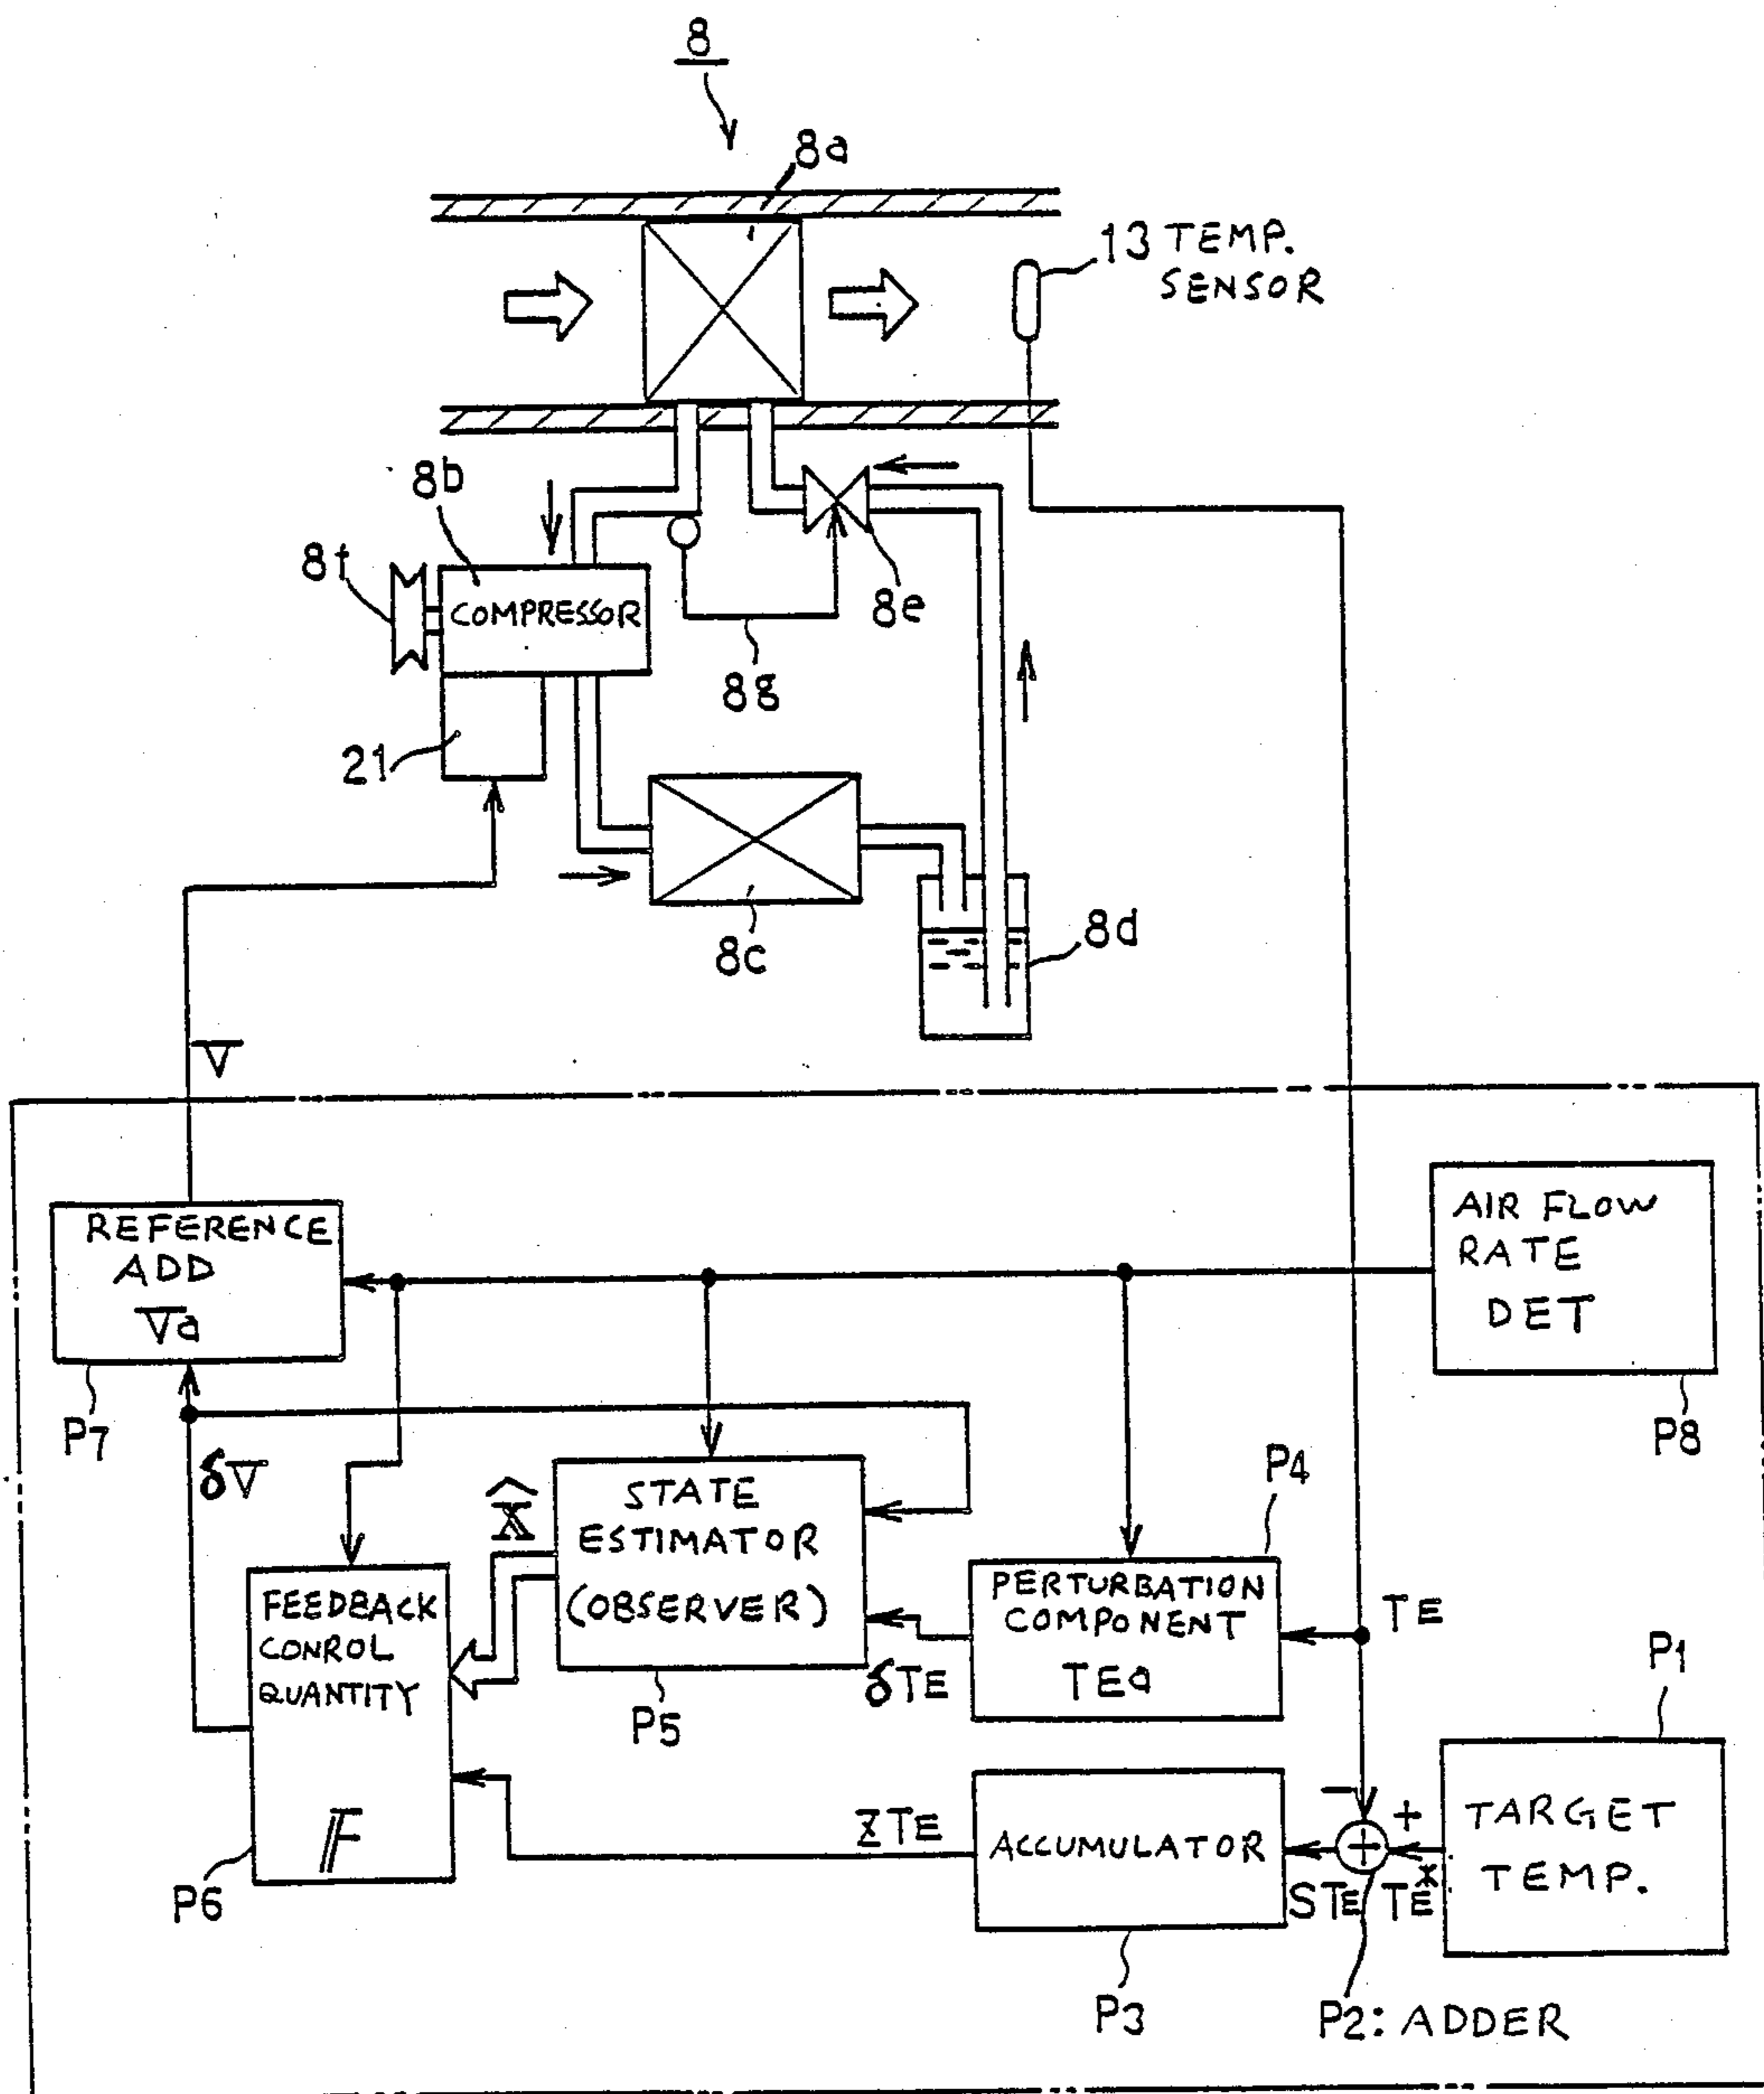 8
8a
13 TEMP.
SENSOR
8b
8f
COMPRESSOR
8e
8g
21
8c
8d
V
REFERENCE
ADD
Va
AIR FLOW
RATE
DET
P7
P8
δV
X̂
STATE
ESTIMATOR
(OBSERVER)
P4
FEEDBACK
CONROL
QUANTITY
F
PERTURBATION
COMPONENT
TEa
TE
δTE
P5
P1
ZTE
ACCUMULATOR
−
+
+
STE
TE*
TARGET
TEMP.
P6
P3
P2: ADDER